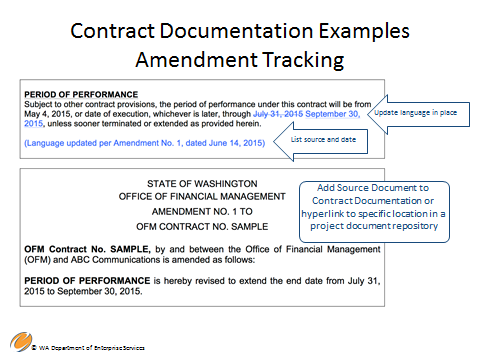 Contract Documentation Examples
Amendment Tracking
PERIOD OF PERFORMANCE
Subject to other contract provisions, the period of performance under this contract will be from
May 4, 2015, or date of execution, whichever is later, through July 31, 2015 September 30,
2015, unless sooner terminated or extended as provided herein.
(Language updated per Amendment No. 1, dated June 14, 2015)
Update language in place
List source and date
STATE OF WASHINGTON
OFFICE OF FINANCIAL MANAGEMENT
AMENDMENT NO. 1 TO
OFM CONTRACT NO. SAMPLE
Add Source Document to
Contract Documentation or
hyperlink to specific location in a
project document repository
OFM Contract No. SAMPLE, by and between the Office of Financial Management
(OFM) and ABC Communications is amended as follows:
PERIOD OF PERFORMANCE is hereby revised to extend the end date from July 31,
2015 to September 30, 2015.
© WA Department of Enterprise Services